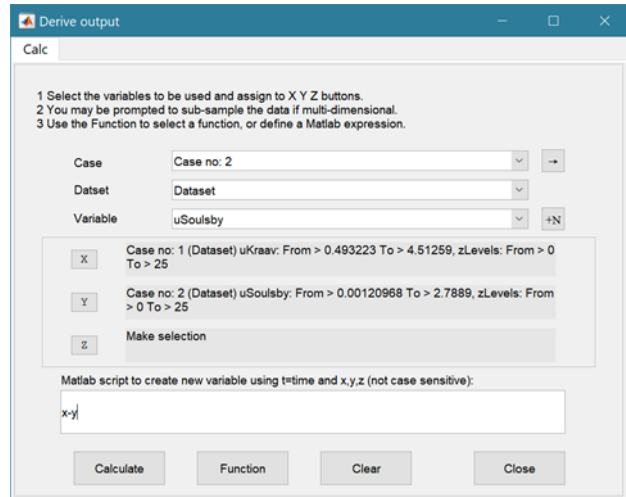 Derive output
Calc
1 Select the variables to be used and assign to X Y Z buttons.
2 You may be prompted to sub-sample the data if multi-dimensional.
3 Use the Function to select a function, or define a Matlab expression.
Case Case no: 2 →
Datset Dataset
Variable uSoulsby +N
X Case no: 1 (Dataset) uKraav: From > 0.493223 To > 4.51259, zLevels: From > 0
To > 25
Y Case no: 2 (Dataset) uSoulsby: From > 0.00120968 To > 2.7889, zLevels: From
> 0 To > 25
Z Make selection
Matlab script to create new variable using t=time and x,y,z (not case sensitive):
x-y
Calculate Function Clear Close